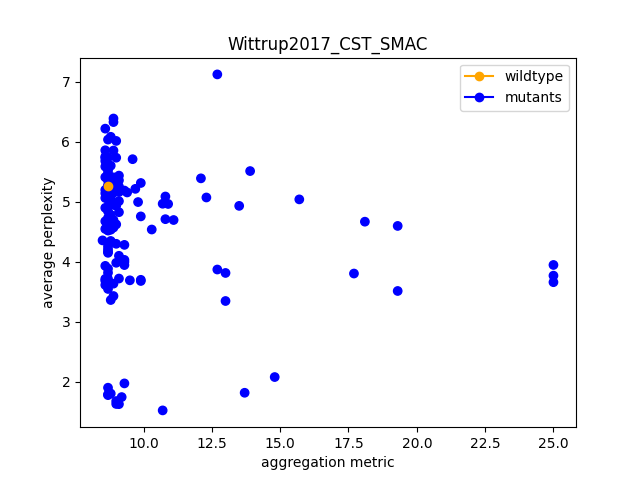 Wittrup2017_CST_SMAC
wildtype
mutants
7
6
5
4
3
2
average perplexity
10.0 12.5 15.0 17.5 20.0 22.5 25.0
aggregation metric